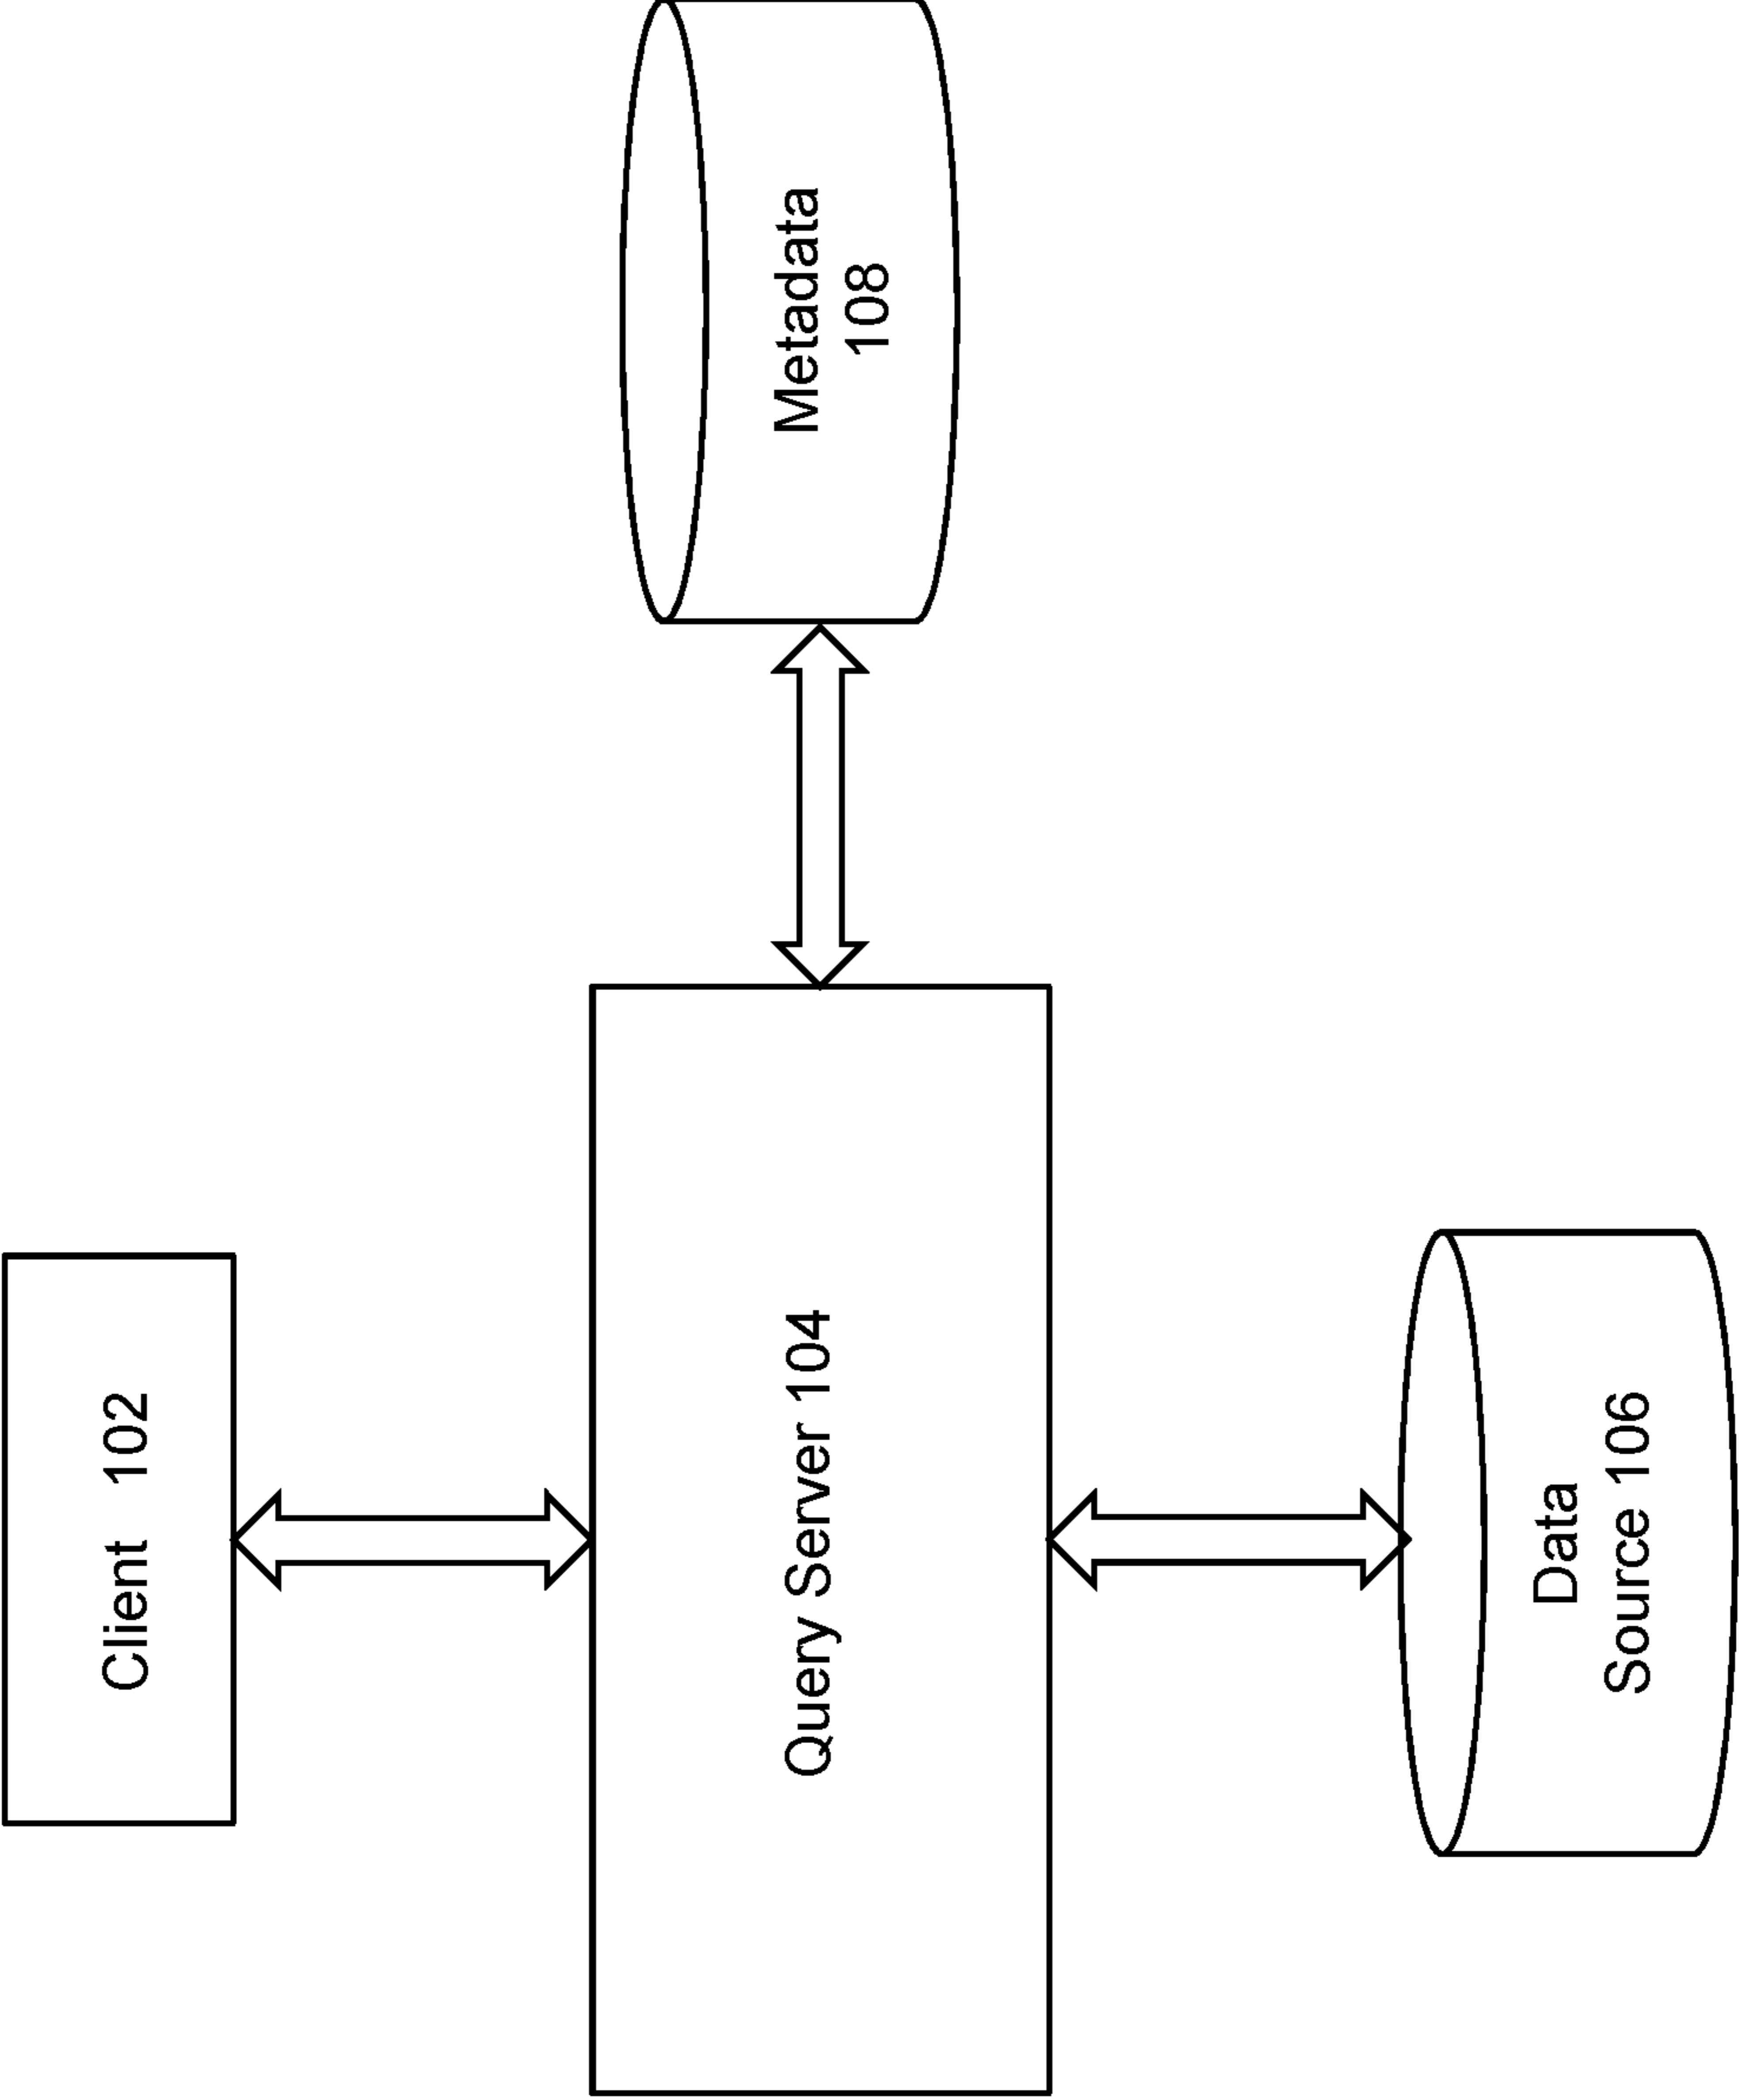 Client 102
Query Server 104
Metadata
108
Data
Source 106